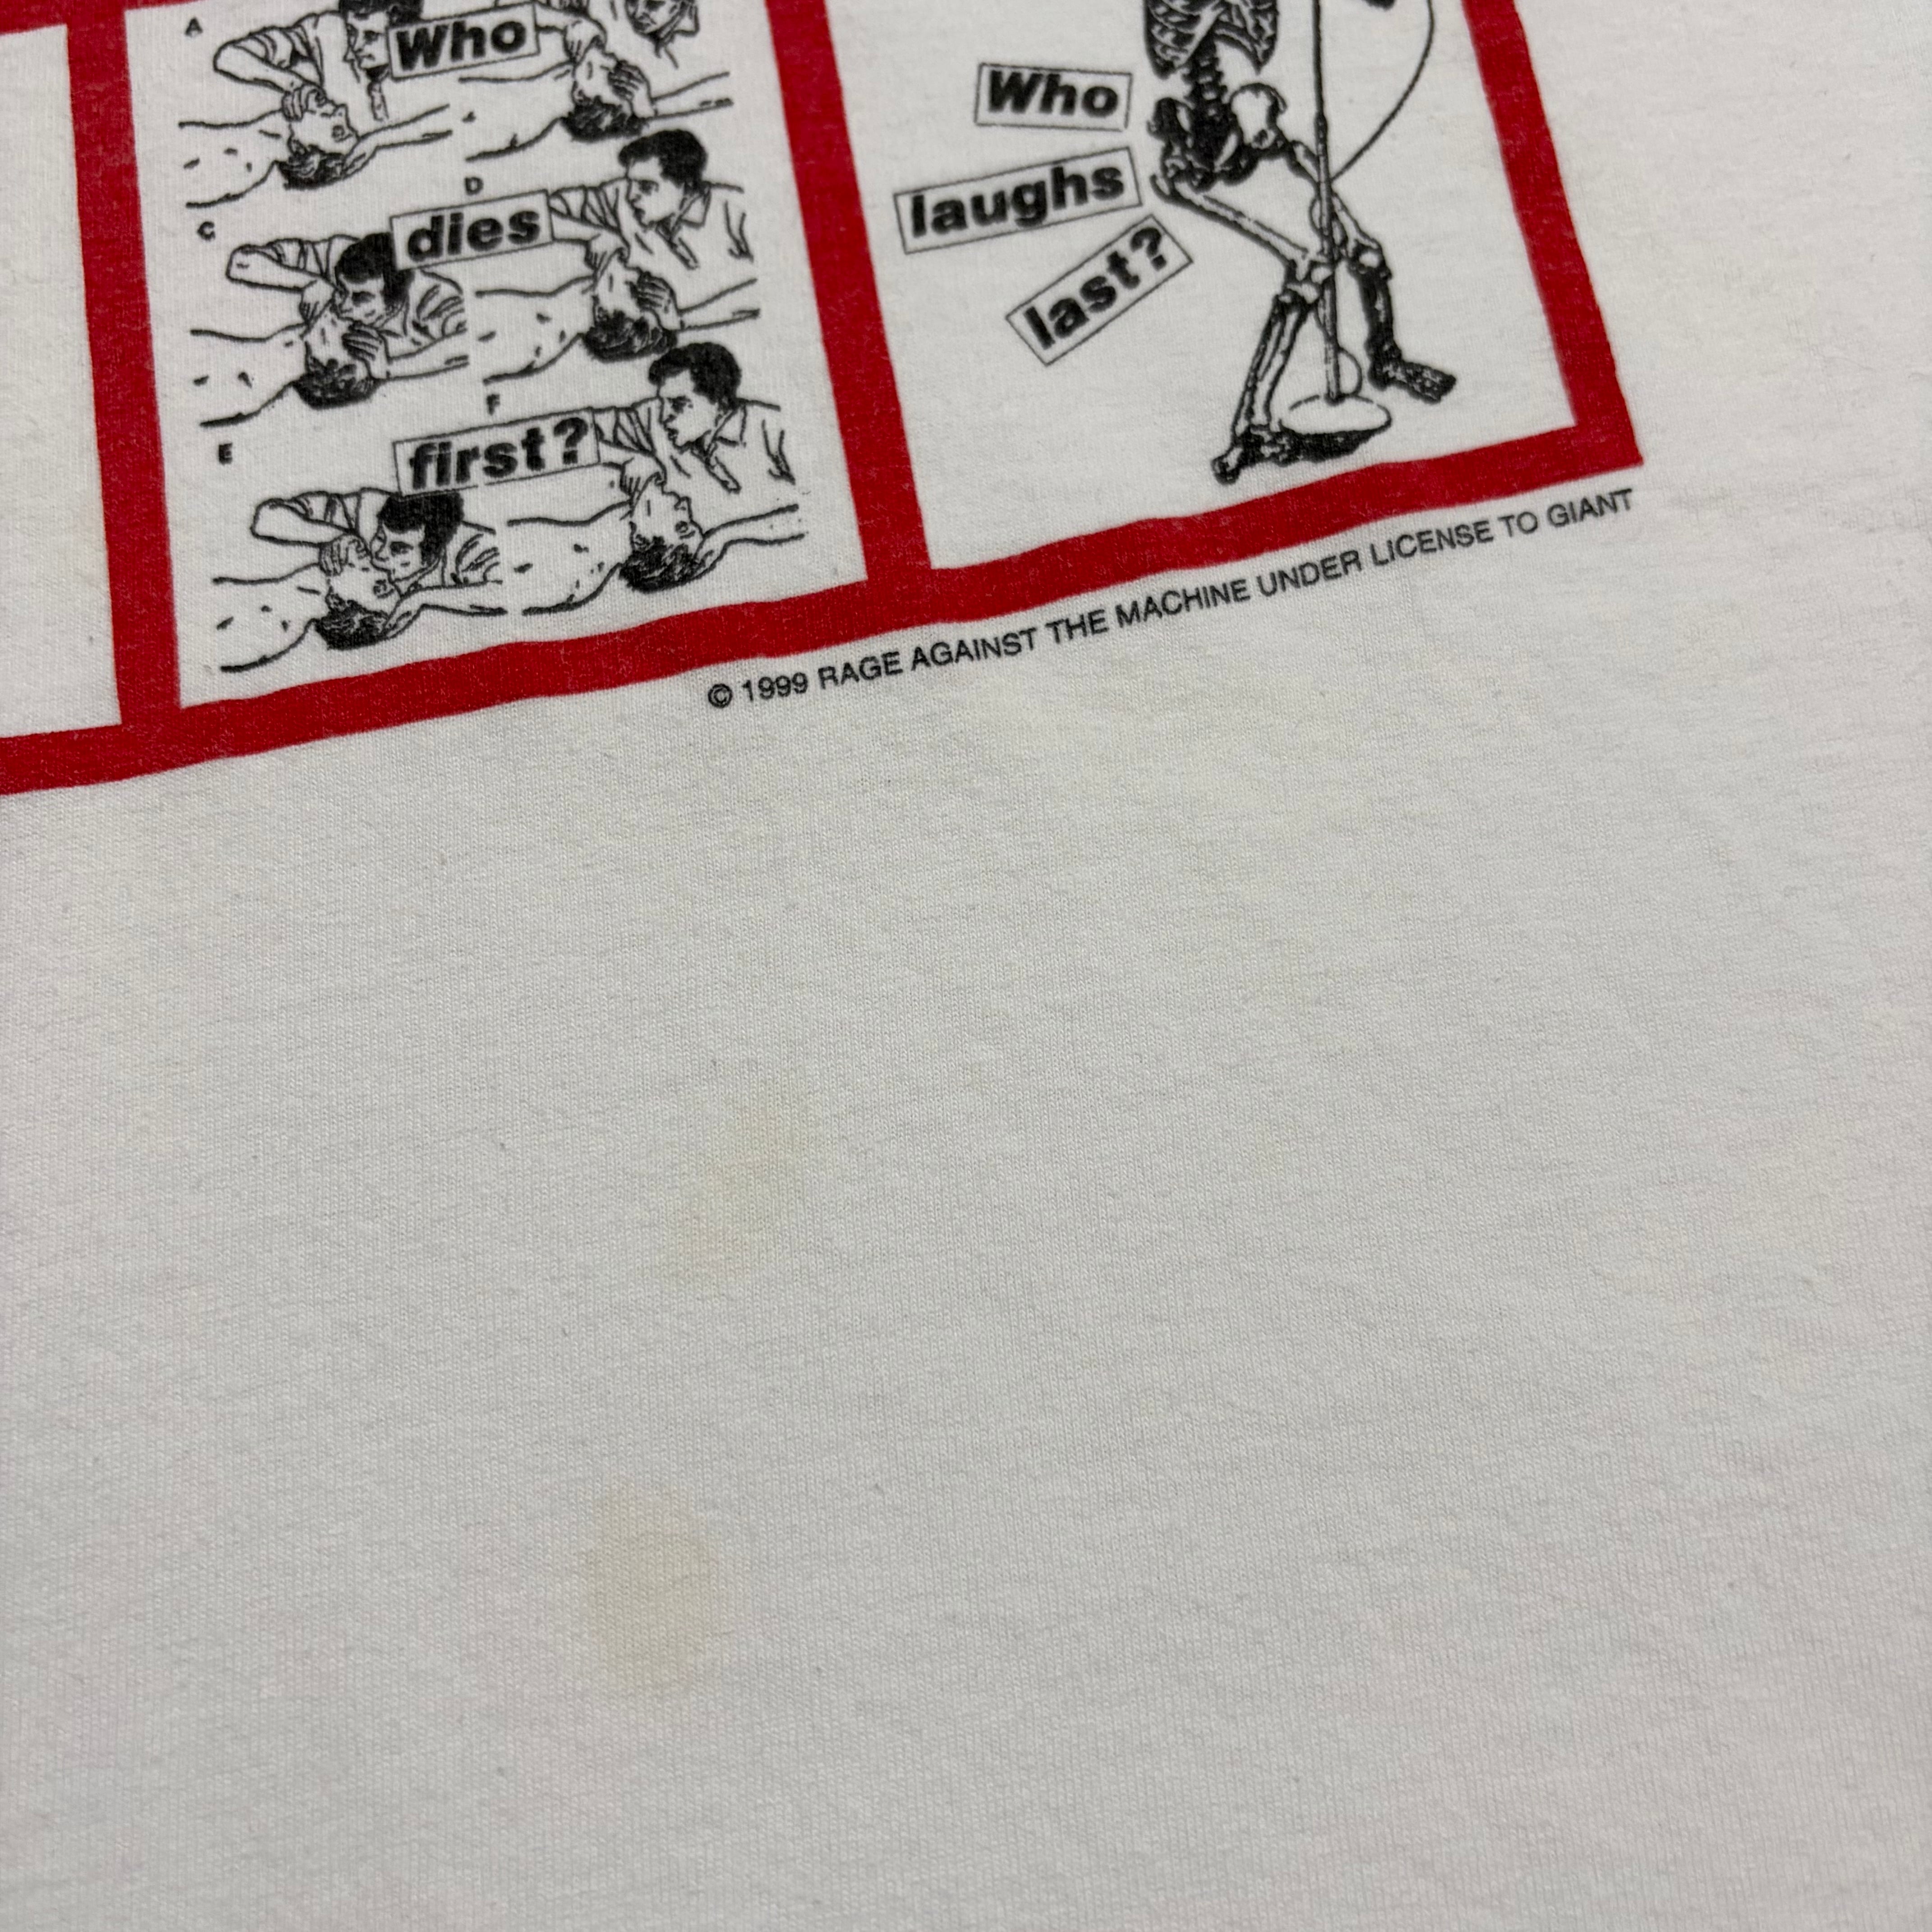 A
Who
D
C
dies
F
E
first?
Who
laughs
last?
© 1999 RAGE AGAINST THE MACHINE UNDER LICENSE TO GIANT